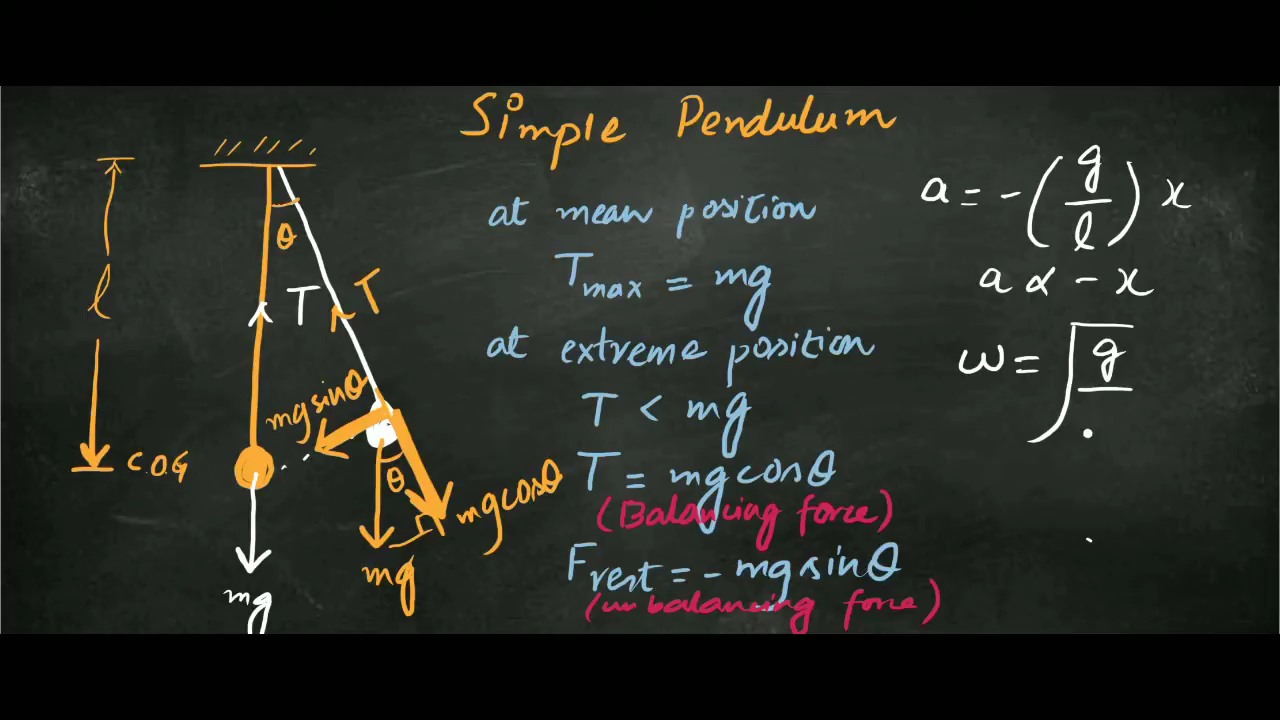 Simple Pendulum
at mean position
Tmax = mg
at extreme position
T < mg
T = mgcosθ
(Balancing force)
Frest = - mgsinθ
(unbalancing force)
a = - (g/l) x
a α - x
ω = √g
θ
l
T
T
mgsinθ
C.O.G
θ
mgcosθ
mg
mg